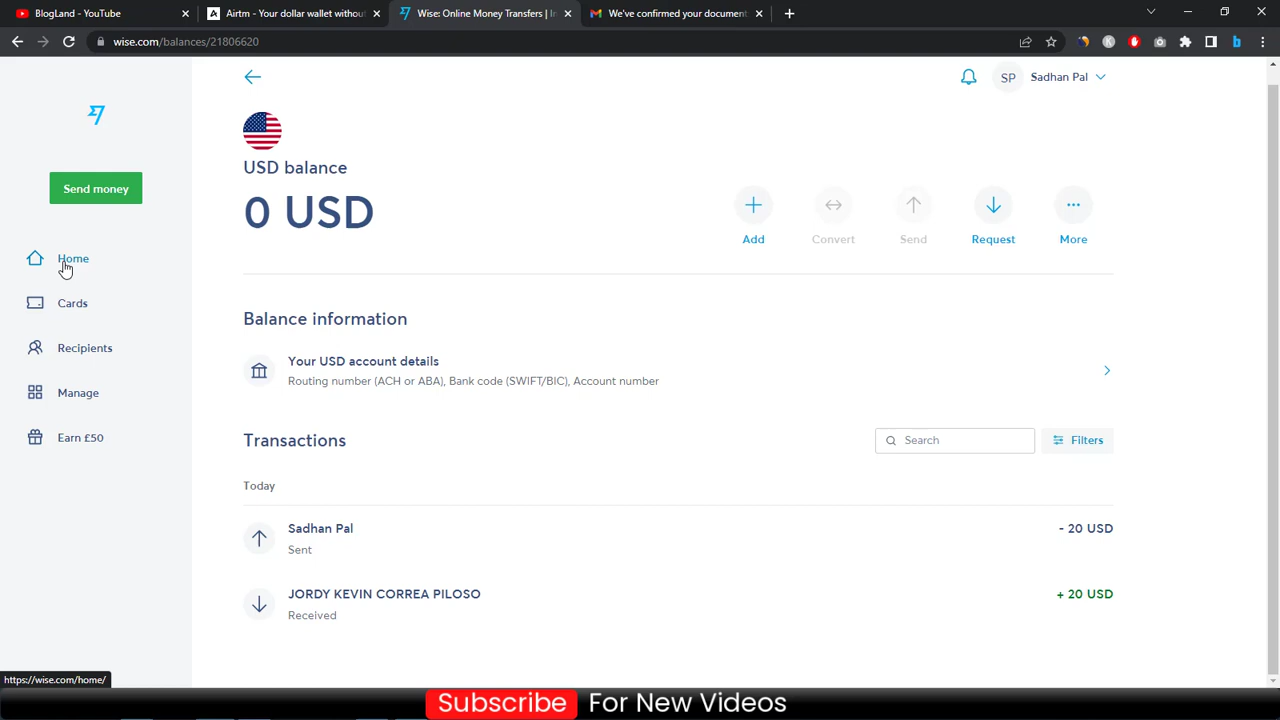 BlogLand - YouTube
Airtm - Your dollar wallet without
Wise: Online Money Transfers | In
We've confirmed your document
wise.com/balances/21806620
SP
Sadhan Pal
Send money
USD balance
0 USD
Add
Convert
Send
Request
More
Home
Cards
Recipients
Manage
Earn £50
Balance information
Your USD account details
Routing number (ACH or ABA), Bank code (SWIFT/BIC), Account number
Transactions
Search
Filters
Today
Sadhan Pal
- 20 USD
Sent
JORDY KEVIN CORREA PILOSO
+ 20 USD
Received
https://wise.com/home/
Subscribe For New Videos